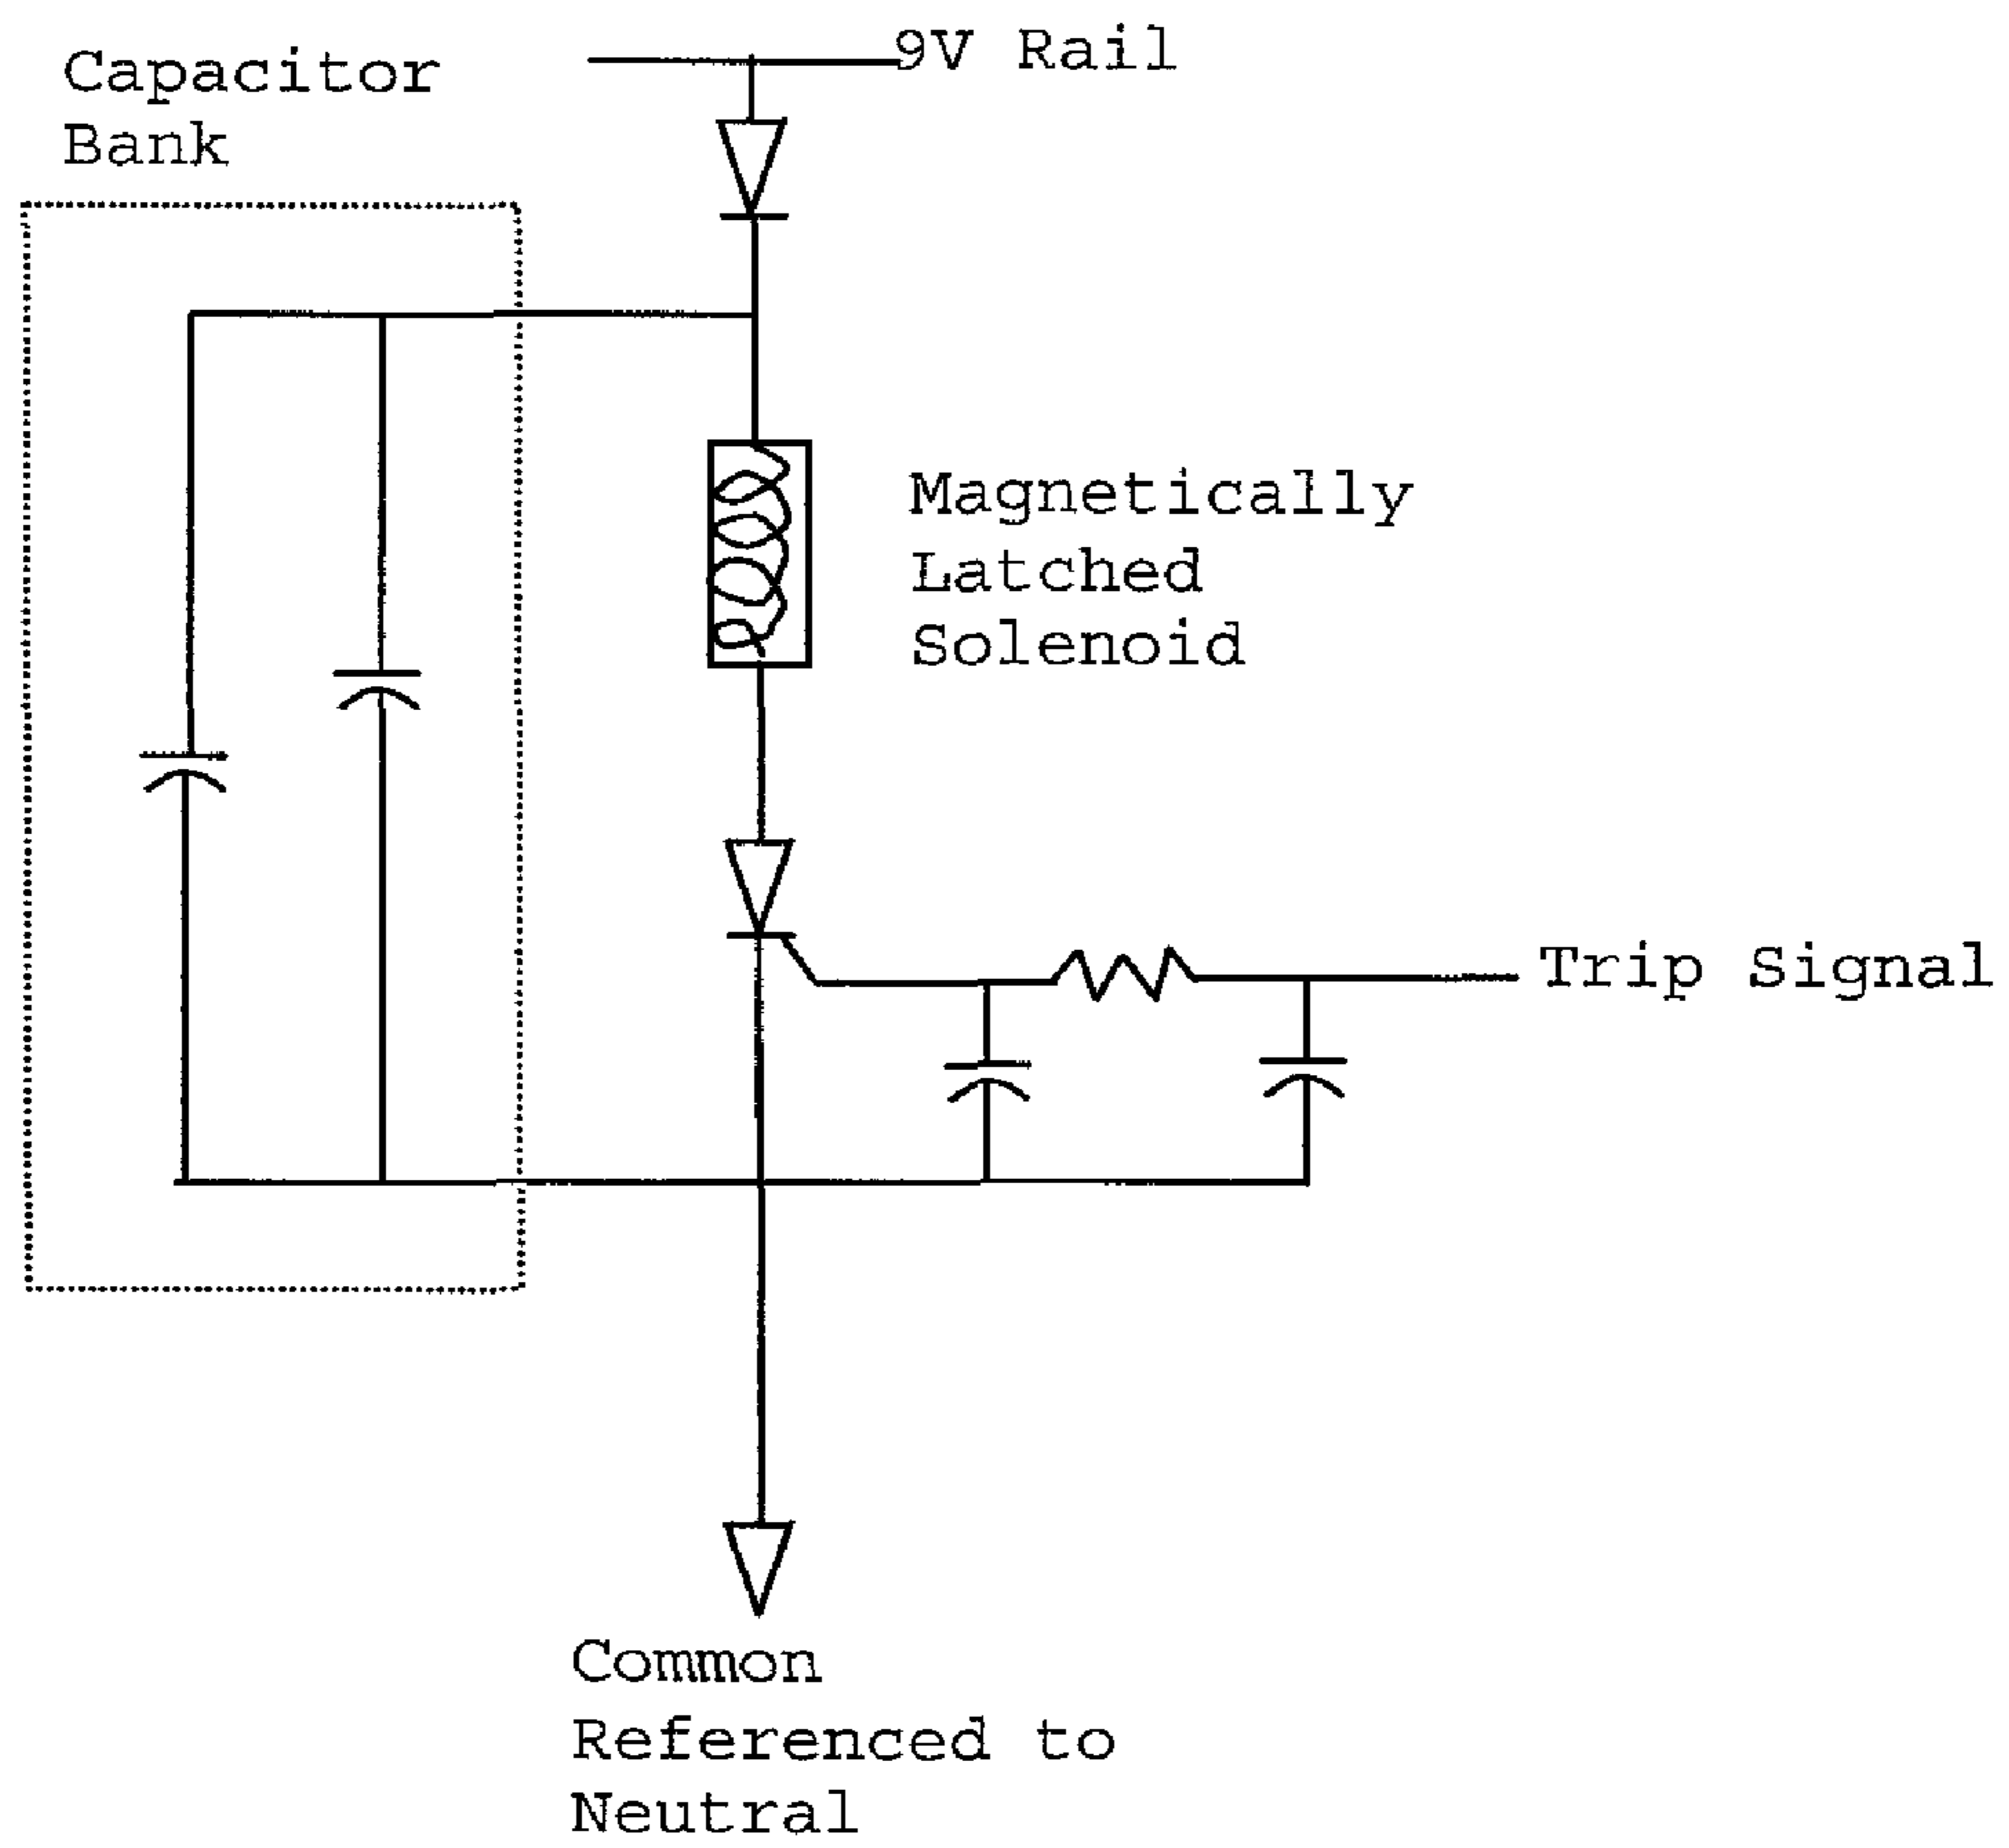 Capacitor
Bank
9V Rail
Magnetically
Latched
Solenoid
Trip Signal
Common
Referenced to
Neutral